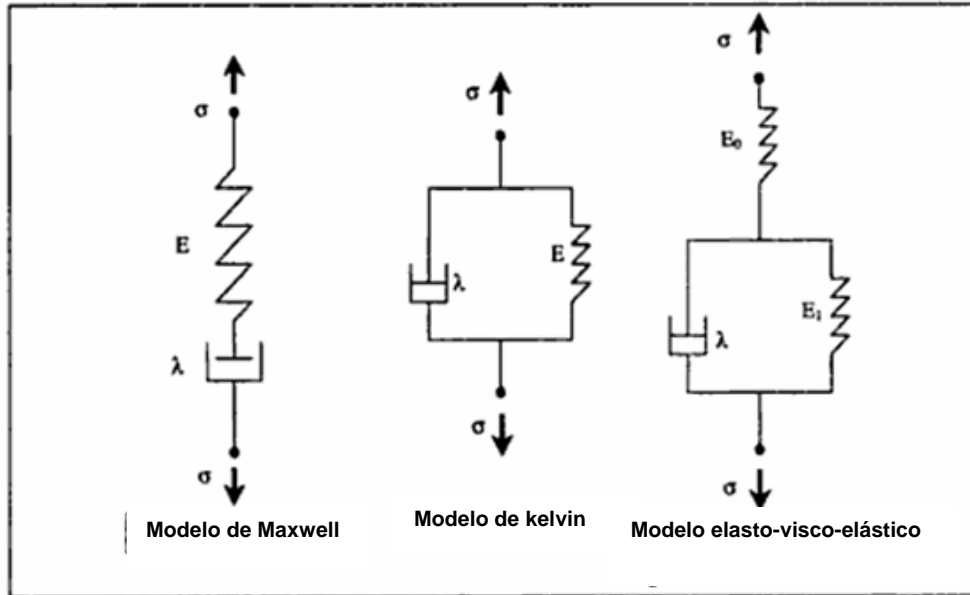 σ
E
λ
σ
Modelo de Maxwell
σ
λ
E
σ
Modelo de kelvin
σ
E₀
λ
E₁
σ
Modelo elasto-visco-elástico